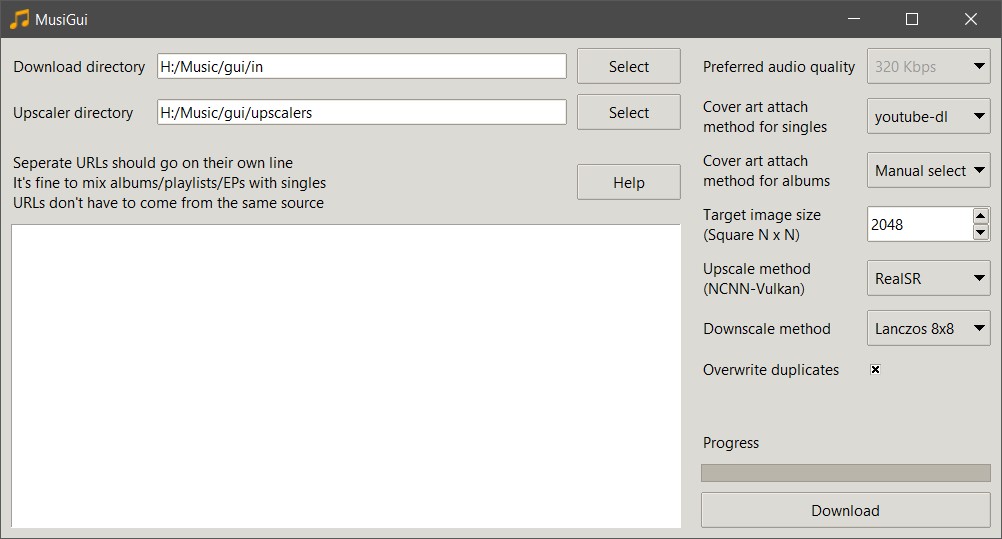 MusiGui
Download directory
H:/Music/gui/in
Select
Upscaler directory
H:/Music/gui/upscalers
Select
Seperate URLs should go on their own line
It's fine to mix albums/playlists/EPs with singles
URLs don't have to come from the same source
Help
Preferred audio quality
320 Kbps
Cover art attach
method for singles
youtube-dl
Cover art attach
method for albums
Manual select
Target image size
(Square N x N)
2048
Upscale method
(NCNN-Vulkan)
RealSR
Downscale method
Lanczos 8x8
Overwrite duplicates
Progress
Download